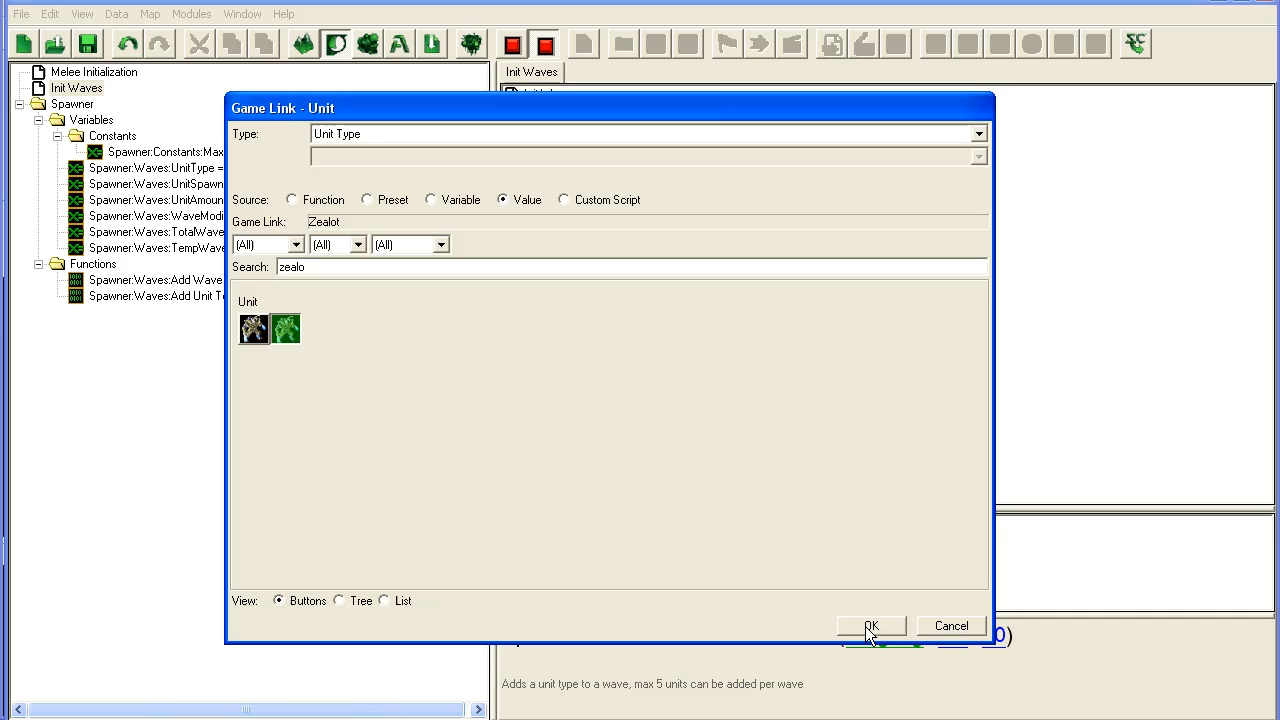 File Edit View Data Map Modules Window Help
Melee Initialization
Init Waves
Spawner
Variables
Constants
Spawner:Constants:Max
Spawner:Waves:UnitType =
Spawner:Waves:UnitSpawn
Spawner:Waves:UnitAmoun
Spawner:Waves:WaveModi
Spawner:Waves:TotalWave
Spawner:Waves:TempWave
Functions
Spawner:Waves:Add Wave
Spawner:Waves:Add Unit T
Init Waves
Game Link - Unit
Type: Unit Type
Source: Function Preset Variable Value Custom Script
Game Link: Zealot
(All) (All) (All)
Search: zealo
Unit
View: Buttons Tree List
OK Cancel
0)
Adds a unit type to a wave, max 5 units can be added per wave